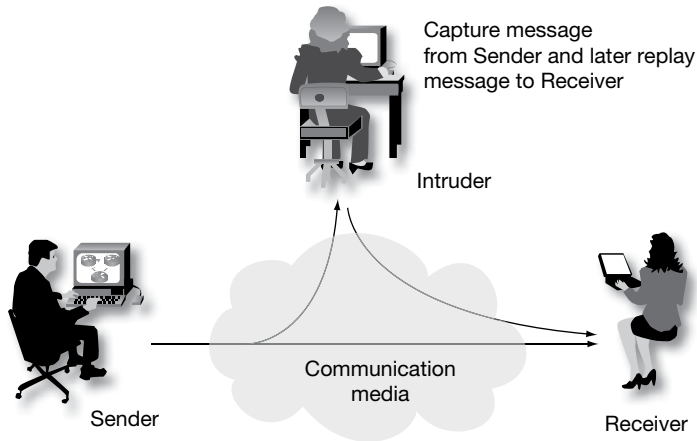 Capture message
from Sender and later replay
message to Receiver
Intruder
Communication
media
Sender
Receiver